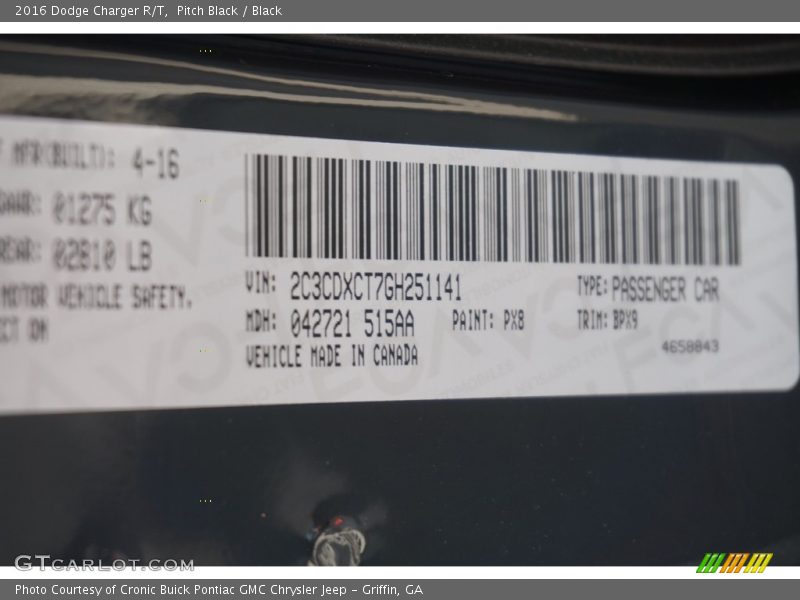 2016 Dodge Charger R/T, Pitch Black / Black
MFR(BUILT): 4-16
01275 KG
02810 LB
MOTOR VEHICLE SAFETY.
ON
VIN: 2C3CDXCT7GH251141
TYPE: PASSENGER CAR
MDH: 042721 515AA
PAINT: PX8
TRIM: BPX9
VEHICLE MADE IN CANADA
4658843
GTCARLOT.COM
Photo Courtesy of Cronic Buick Pontiac GMC Chrysler Jeep - Griffin, GA